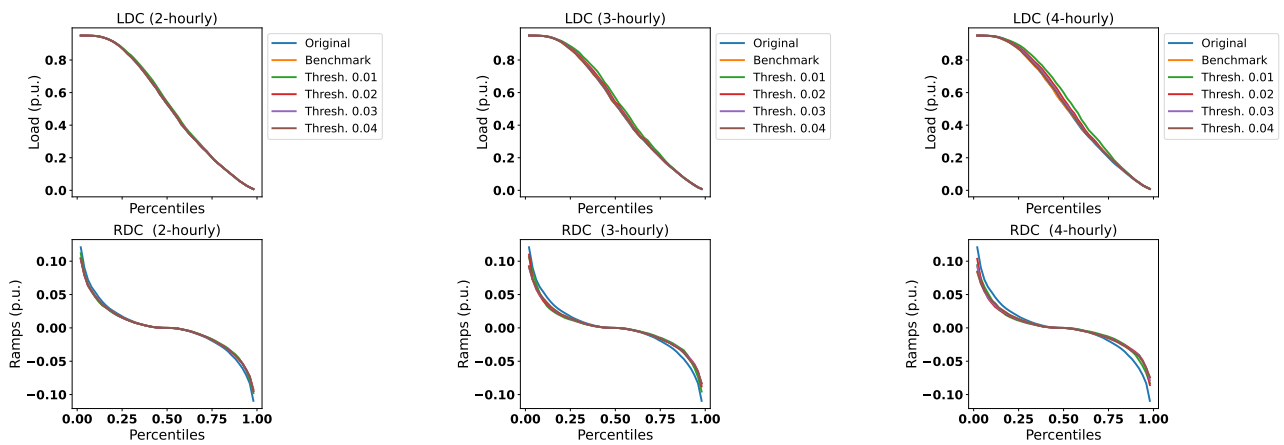 LDC (2-hourly)
0.8
0.6
0.4
0.2
0.0
Load (p.u.)
Percentiles
Original
Benchmark
Thresh. 0.01
Thresh. 0.02
Thresh. 0.03
Thresh. 0.04
LDC (3-hourly)
0.8
0.6
0.4
0.2
0.0
Load (p.u.)
Percentiles
Original
Benchmark
Thresh. 0.01
Thresh. 0.02
Thresh. 0.03
Thresh. 0.04
LDC (4-hourly)
0.8
0.6
0.4
0.2
0.0
Load (p.u.)
Percentiles
Original
Benchmark
Thresh. 0.01
Thresh. 0.02
Thresh. 0.03
Thresh. 0.04
RDC (2-hourly)
0.10
0.05
0.00
−0.05
−0.10
Ramps (p.u.)
0.00 0.25 0.50 0.75 1.00
Percentiles
RDC (3-hourly)
0.10
0.05
0.00
−0.05
−0.10
Ramps (p.u.)
0.00 0.25 0.50 0.75 1.00
Percentiles
RDC (4-hourly)
0.10
0.05
0.00
−0.05
−0.10
Ramps (p.u.)
0.00 0.25 0.50 0.75 1.00
Percentiles